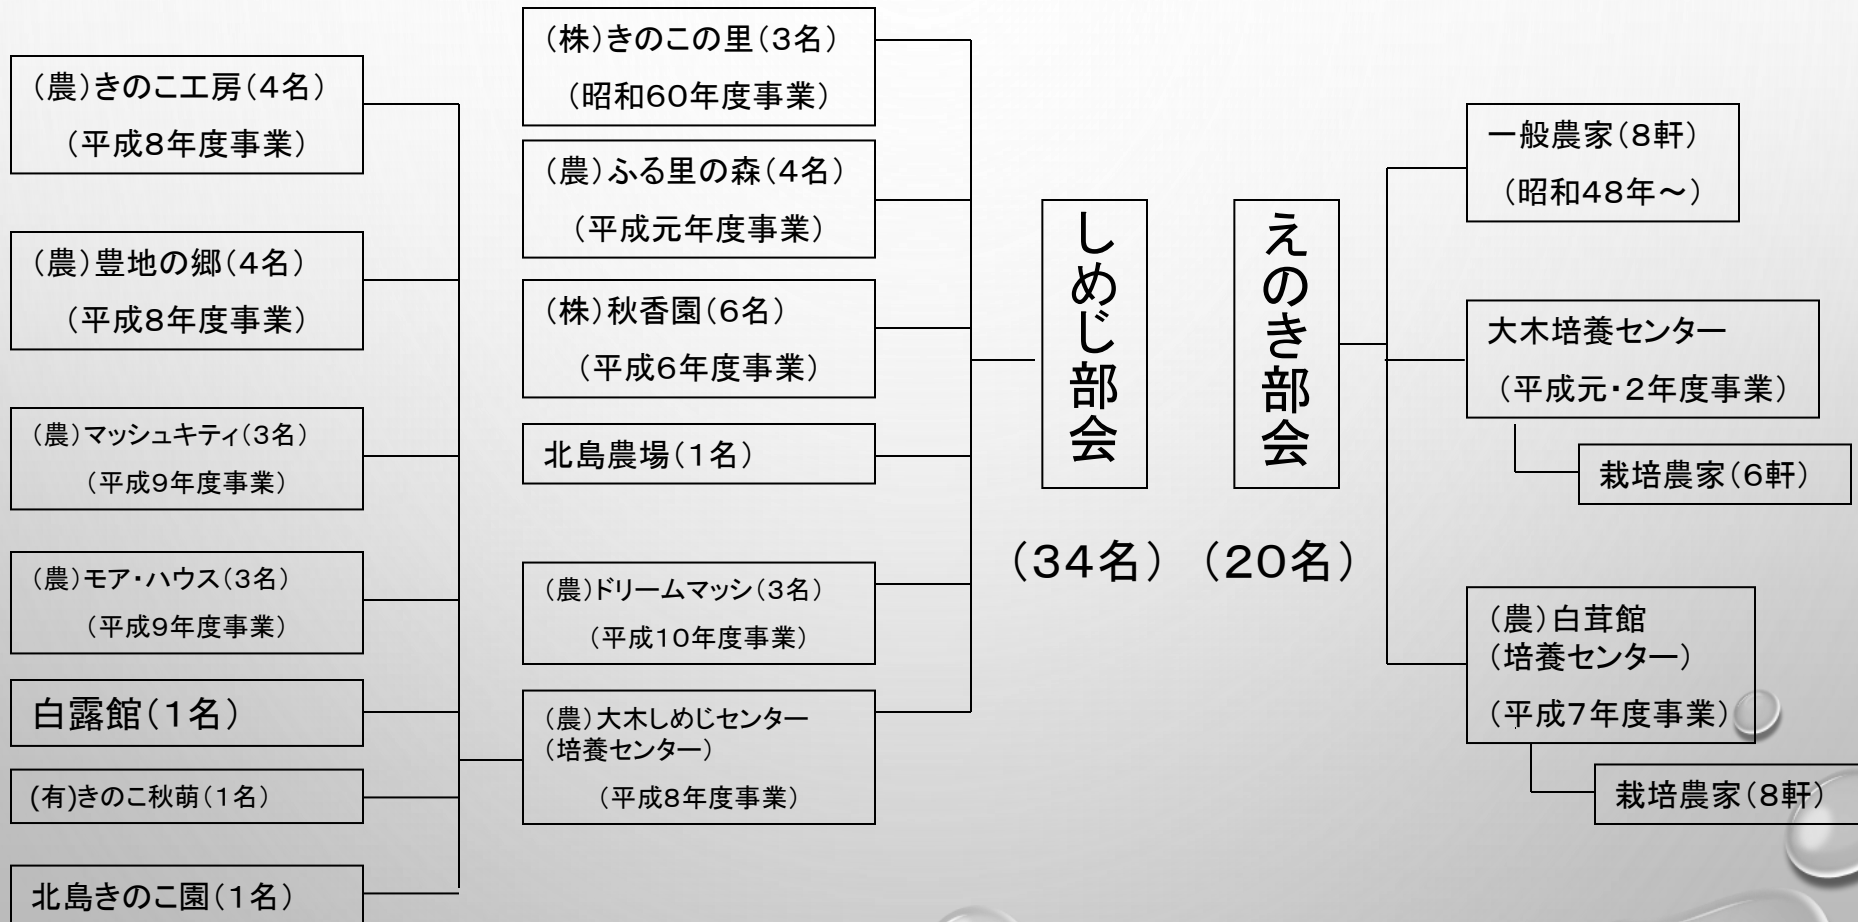 (農)きのこ工房(4名)
(平成8年度事業)
(農)豊地の郷(4名)
(平成8年度事業)
(農)マッシュキティ(3名)
(平成9年度事業)
(農)モア・ハウス(3名)
(平成9年度事業)
白露館(1名)
(有)きのこ秋萌(1名)
北島きのこ園(1名)
(株)きのこの里(3名)
(昭和60年度事業)
(農)ふる里の森(4名)
(平成元年度事業)
(株)秋香園(6名)
(平成6年度事業)
北島農場(1名)
(農)ドリームマッシ(3名)
(平成10年度事業)
(農)大木しめじセンター
(培養センター)
(平成8年度事業)
しめじ部会
(34名)
えのき部会
(20名)
一般農家(8軒)
(昭和48年~)
大木培養センター
(平成元・2年度事業)
栽培農家(6軒)
(農)白茸館
(培養センター)
(平成7年度事業)
栽培農家(8軒)